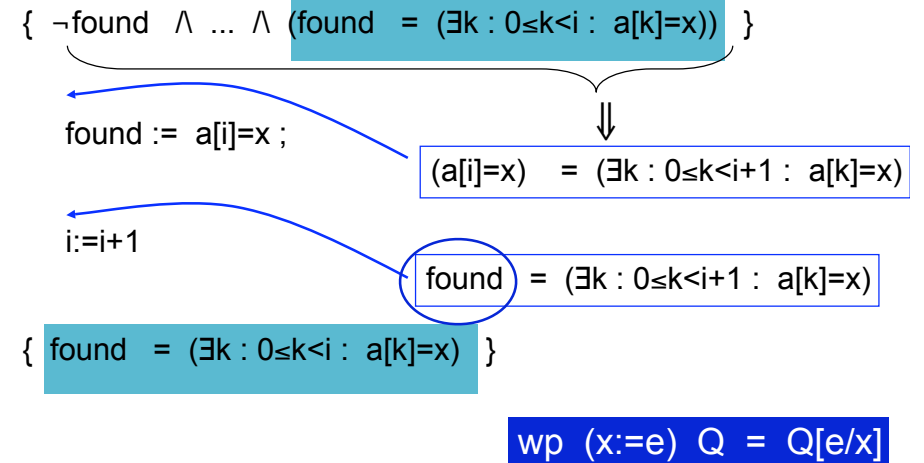 { ¬found /\ ... /\ (found = (∃k : 0≤k<i : a[k]=x)) }
⇓
found := a[i]=x ;
(a[i]=x) = (∃k : 0≤k<i+1 : a[k]=x)
i:=i+1
found = (∃k : 0≤k<i+1 : a[k]=x)
{ found = (∃k : 0≤k<i : a[k]=x) }
wp (x:=e) Q = Q[e/x]